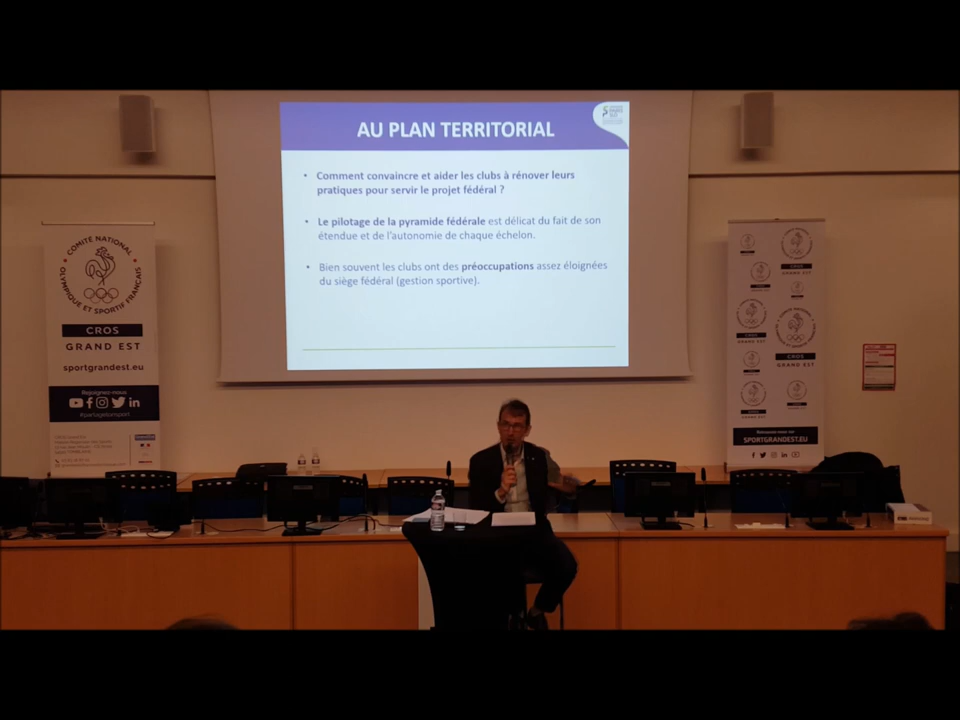 AU PLAN TERRITORIAL
• Comment convaincre et aider les clubs à rénover leurs
pratiques pour servir le projet fédéral ?
• Le pilotage de la pyramide fédérale est délicat du fait de son
étendue et de l'autonomie de chaque échelon.
• Bien souvent les clubs ont des préoccupations assez éloignées
du siège fédéral (gestion sportive).
COMITÉ NATIONAL
OLYMPIQUE ET SPORTIF FRANÇAIS
CROS
GRAND EST
sportgrandest.eu
Rejoignez-nous
#partagetonsport
GRAND EST
GRAND EST
SPORTGRANDEST.EU